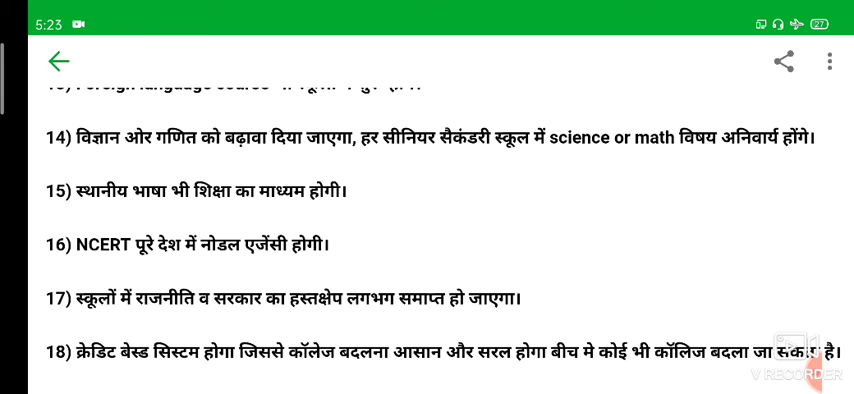 5:23
27
14) विज्ञान ओर गणित को बढ़ावा दिया जाएगा, हर सीनियर सैकंडरी स्कूल में science or math विषय अनिवार्य होंगे।
15) स्थानीय भाषा भी शिक्षा का माध्यम होगी।
16) NCERT पूरे देश में नोडल एजेंसी होगी।
17) स्कूलों में राजनीति व सरकार का हस्तक्षेप लगभग समाप्त हो जाएगा।
18) क्रेडिट बेस्ड सिस्टम होगा जिससे कॉलेज बदलना आसान और सरल होगा बीच मे कोई भी कॉलिज बदला जा सकता है।
V RECORDER